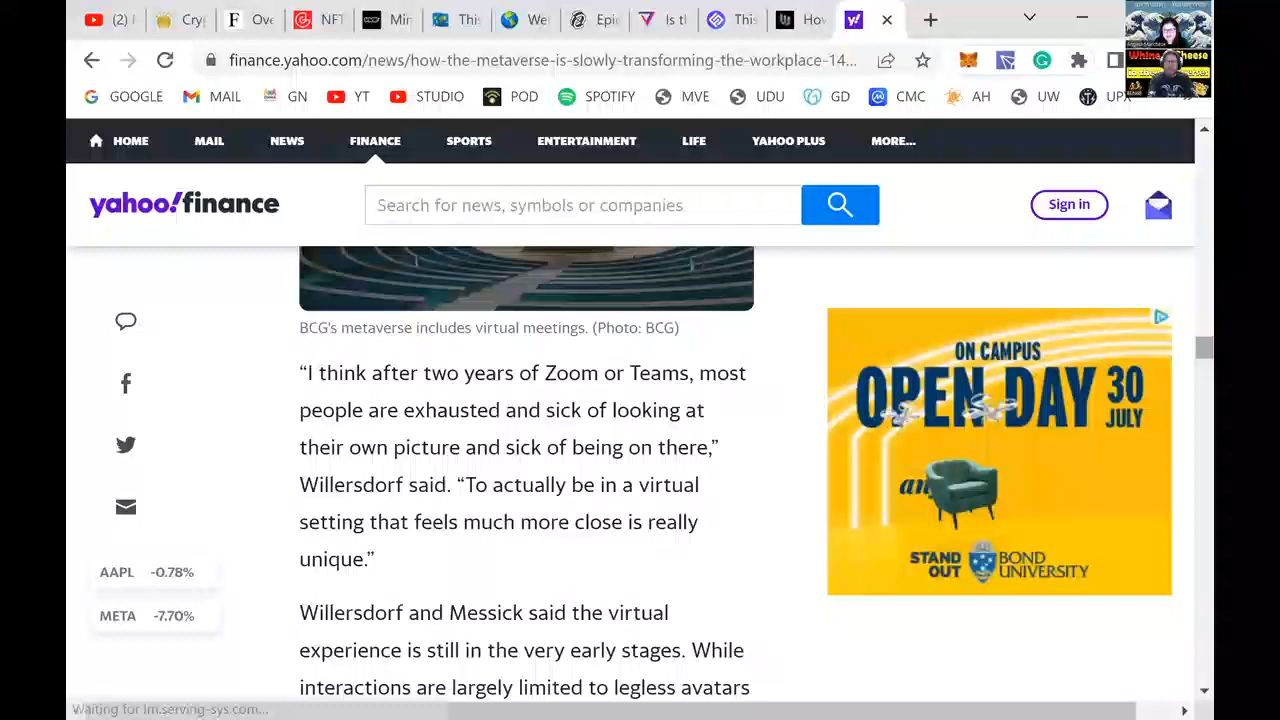 (2)
Cry
Ove
NFT
Mir
Thi
We
Epi
Is t
This
Hov
finance.yahoo.com/news/how-the-metaverse-is-slowly-transforming-the-workplace-14...
GOOGLE
MAIL
GN
YT
STUDIO
POD
SPOTIFY
EDU
GD
CMC
AH
UW
HOME
MAIL
NEWS
FINANCE
SPORTS
ENTERTAINMENT
LIFE
YAHOO PLUS
MORE...
yahoo!finance
Search for news, symbols or companies
Sign in
BCG's metaverse includes virtual meetings. (Photo: BCG)
“I think after two years of Zoom or Teams, most
people are exhausted and sick of looking at
their own picture and sick of being on there,”
Willersdorf said. “To actually be in a virtual
setting that feels much more close is really
unique.”
Willersdorf and Messick said the virtual
experience is still in the very early stages. While
interactions are largely limited to legless avatars
AAPL -0.78%
META -7.70%
ON CAMPUS
OPEN DAY 30
JULY
STAND
OUT
BOND
UNIVERSITY
Waiting for lm.serving-sys.com...